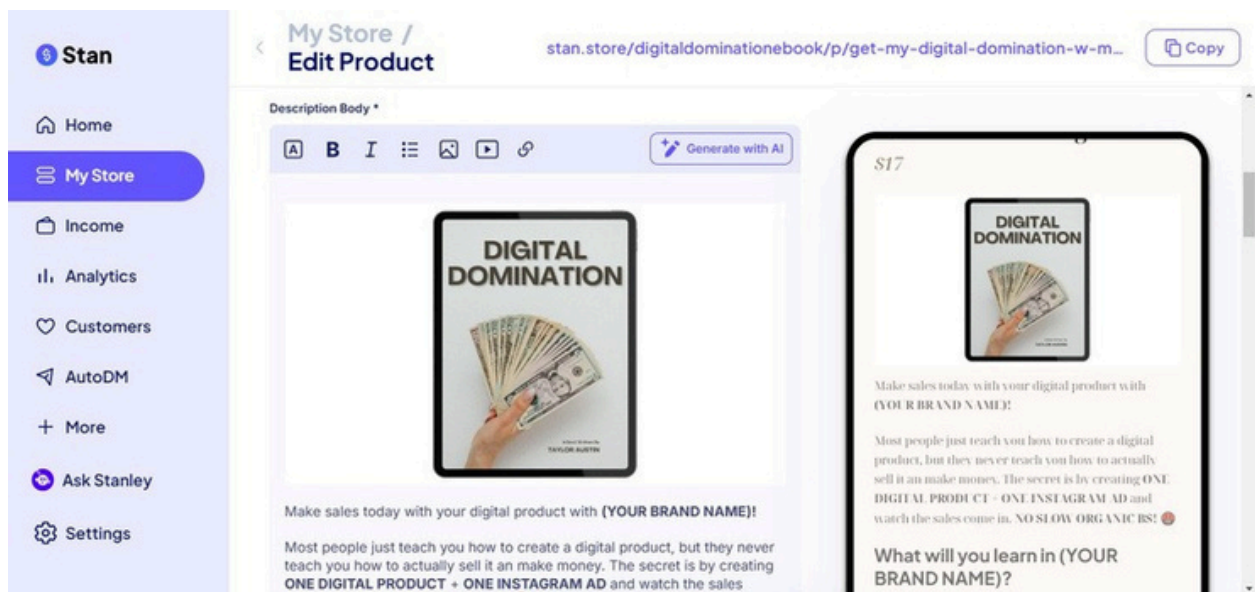 Stan
Home
My Store
Income
Analytics
Customers
AutoDM
More
Ask Stanley
Settings
My Store /
Edit Product
stan.store/digitaldominationebook/p/get-my-digital-domination-w-m...
Copy
Description Body *
A B I
Generate with AI
DIGITAL
DOMINATION
TAYLOR AUSTIN
Make sales today with your digital product with (YOUR BRAND NAME)!
Most people just teach you how to create a digital product, but they never
teach you how to actually sell it an make money. The secret is by creating
ONE DIGITAL PRODUCT + ONE INSTAGRAM AD and watch the sales
$17
DIGITAL
DOMINATION
TAYLOR AUSTIN
Make sales today with your digital product with
(YOUR BRAND NAME)!
Most people just teach you how to create a digital
product, but they never teach you how to actually
sell it an make money. The secret is by creating ONE
DIGITAL PRODUCT + ONE INSTAGRAM AD and
watch the sales come in. NO SLOW ORGANIC BS!
What will you learn in (YOUR
BRAND NAME)?